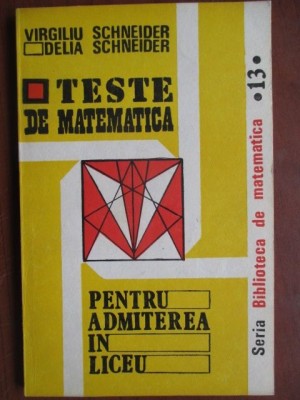 VIRGILIU SCHNEIDER
DELIA SCHNEIDER
TESTE
DE MATEMATICA
PENTRU
ADMITEREA
IN
LICEU
Seria Biblioteca de matematica •13•